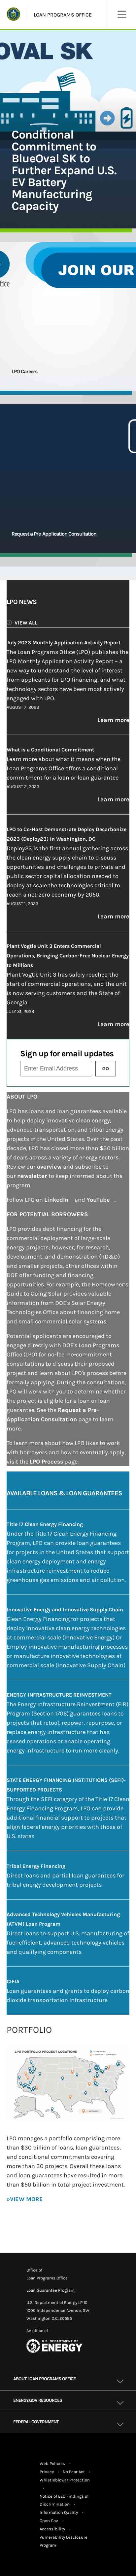 LOAN PROGRAMS OFFICE
OVAL SK
Conditional
Commitment to
BlueOval SK to
Further Expand U.S.
EV Battery
Manufacturing
Capacity
JOIN OUR
fice
LPO Careers
Request a Pre-Application Consultation
LPO NEWS
VIEW ALL
July 2023 Monthly Application Activity Report
The Loan Programs Office (LPO) publishes the
LPO Monthly Application Activity Report – a
new way to understand the level of interest
from applicants for LPO financing, and what
technology sectors have been most actively
engaged with LPO.
AUGUST 7, 2023
Learn more
What is a Conditional Commitment
Learn more about what it means when the
Loan Programs Office offers a conditional
commitment for a loan or loan guarantee
AUGUST 2, 2023
Learn more
LPO to Co-Host Demonstrate Deploy Decarbonize
2023 (Deploy23) in Washington, DC
Deploy23 is the first annual gathering across
the clean energy supply chain to discuss
opportunities and challenges to private and
public sector capital allocation needed to
deploy at scale the technologies critical to
reach a net-zero economy by 2050.
AUGUST 1, 2023
Learn more
Plant Vogtle Unit 3 Enters Commercial
Operations, Bringing Carbon-Free Nuclear Energy
to Millions
Plant Vogtle Unit 3 has safely reached the
start of commercial operations, and the unit
is now serving customers and the State of
Georgia.
JULY 31, 2023
Learn more
Sign up for email updates
Enter Email Address
GO
ABOUT LPO
LPO has loans and loan guarantees available
to help deploy innovative clean energy,
advanced transportation, and tribal energy
projects in the United States. Over the past
decade, LPO has closed more than $30 billion
of deals across a variety of energy sectors.
Review our overview and subscribe to
our newsletter to keep informed about the
program.
Follow LPO on LinkedIn and YouTube .
FOR POTENTIAL BORROWERS
LPO provides debt financing for the
commercial deployment of large-scale
energy projects; however, for research,
development, and demonstration (RD&D)
and smaller projects, other offices within
DOE offer funding and financing
opportunities. For example, the Homeowner's
Guide to Going Solar provides valuable
information from DOE's Solar Energy
Technologies Office about financing home
and small commercial solar systems.
Potential applicants are encouraged to
engage directly with DOE's Loan Programs
Office (LPO) for no-fee, no-commitment
consultations to discuss their proposed
project and learn about LPO's process before
formally applying. During the consultations,
LPO will work with you to determine whether
the project is eligible for a loan or loan
guarantee. See the Request a Pre-
Application Consultation page to learn
more.
To learn more about how LPO likes to work
with borrowers and how to eventually apply,
visit the LPO Process page.
AVAILABLE LOANS & LOAN GUARANTEES
Title 17 Clean Energy Financing
Under the Title 17 Clean Energy Financing
Program, LPO can provide loan guarantees
for projects in the United States that support
clean energy deployment and energy
infrastructure reinvestment to reduce
greenhouse gas emissions and air pollution.
Innovative Energy and Innovative Supply Chain
Clean Energy Financing for projects that
deploy innovative clean energy technologies
at commercial scale (Innovative Energy) Or
Employ innovative manufacturing processes
or manufacture innovative technologies at
commercial scale (Innovative Supply Chain)
ENERGY INFRASTRUCTURE REINVESTMENT
The Energy Infrastructure Reinvestment (EIR)
Program (Section 1706) guarantees loans to
projects that retool, repower, repurpose, or
replace energy infrastructure that has
ceased operations or enable operating
energy infrastructure to run more cleanly.
STATE ENERGY FINANCING INSTITUTIONS (SEFI)-
SUPPORTED PROJECTS
Through the SEFI category of the Title 17 Clean
Energy Financing Program, LPO can provide
additional financial support to projects that
align federal energy priorities with those of
U.S. states
Tribal Energy Financing
Direct loans and partial loan guarantees for
tribal energy development projects
Advanced Technology Vehicles Manufacturing
(ATVM) Loan Program
Direct loans to support U.S. manufacturing of
fuel-efficient, advanced technology vehicles
and qualifying components
CIFIA
Loan guarantees and grants to deploy carbon
dioxide transportation infrastructure
PORTFOLIO
LPO PORTFOLIO PROJECT LOCATIONS
LPO manages a portfolio comprising more
than $30 billion of loans, loan guarantees,
and conditional commitments covering
more than 30 projects. Overall these loans
and loan guarantees have resulted in more
than $50 billion in total project investment.
»VIEW MORE
Office of
Loan Programs Office
Loan Guarantee Program
U.S. Department of Energy LP 10
1000 Independence Avenue, SW
Washington D.C. 20585
An office of
U.S. DEPARTMENT OF
ENERGY
ABOUT LOAN PROGRAMS OFFICE
ENERGY.GOV RESOURCES
FEDERAL GOVERNMENT
Web Policies •
Privacy • No Fear Act •
Whistleblower Protection
•
Notice of EEO Findings of
Discrimination •
Information Quality •
Open Gov •
Accessibility •
Vulnerability Disclosure
Program